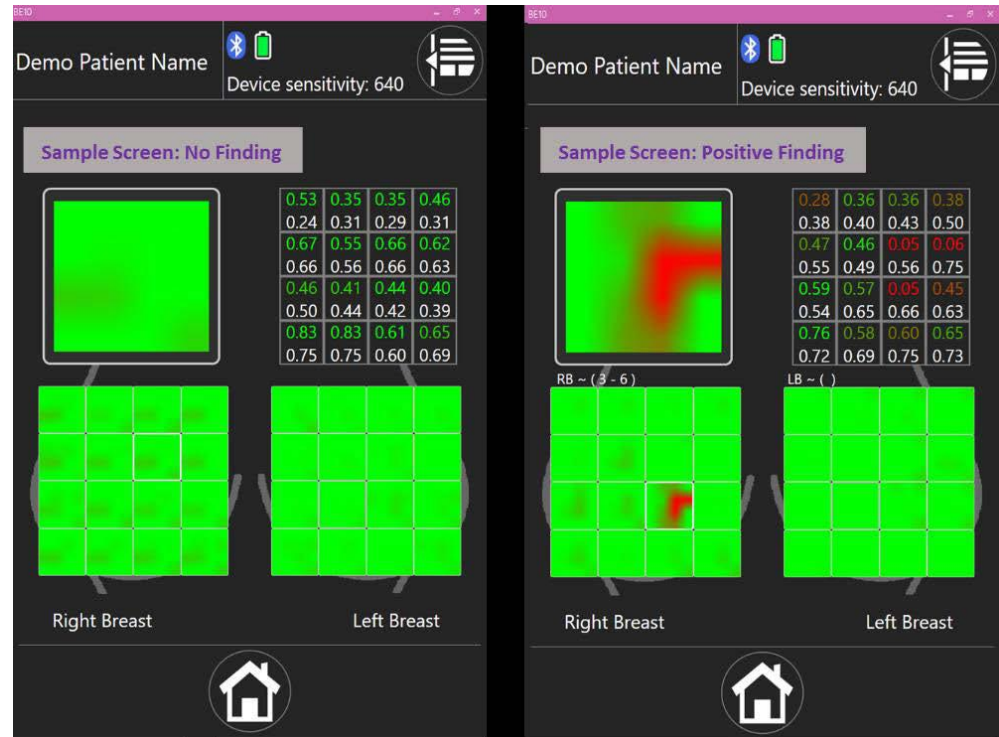 BE10
Demo Patient Name
Device sensitivity: 640
Sample Screen: No Finding
0.53 0.35 0.35 0.46
0.24 0.31 0.29 0.31
0.67 0.55 0.66 0.62
0.66 0.56 0.66 0.63
0.46 0.41 0.44 0.40
0.50 0.44 0.42 0.39
0.83 0.83 0.61 0.65
0.75 0.75 0.60 0.69
Right Breast
Left Breast
BE10
Demo Patient Name
Device sensitivity: 640
Sample Screen: Positive Finding
0.28 0.36 0.36 0.38
0.38 0.40 0.43 0.50
0.47 0.46 0.05 0.06
0.55 0.49 0.56 0.75
0.59 0.57 0.05 0.45
0.54 0.65 0.66 0.63
0.76 0.58 0.60 0.65
0.72 0.69 0.75 0.73
RB ~ ( 3 - 6 )
LB ~ ( )
Right Breast
Left Breast